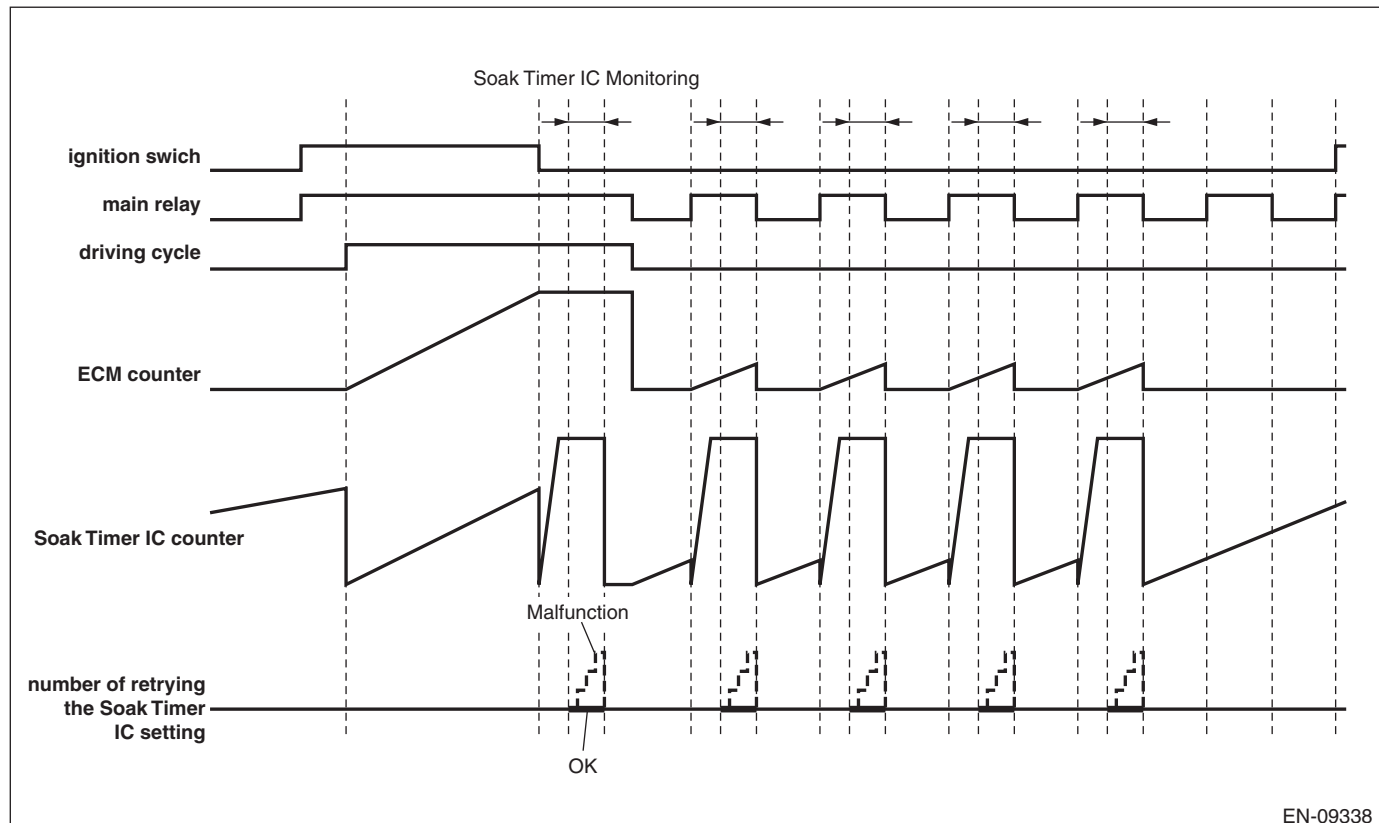 Soak Timer IC Monitoring
ignition swich
main relay
driving cycle
ECM counter
Soak Timer IC counter
Malfunction
number of retrying
the Soak Timer
IC setting
OK
EN-09338